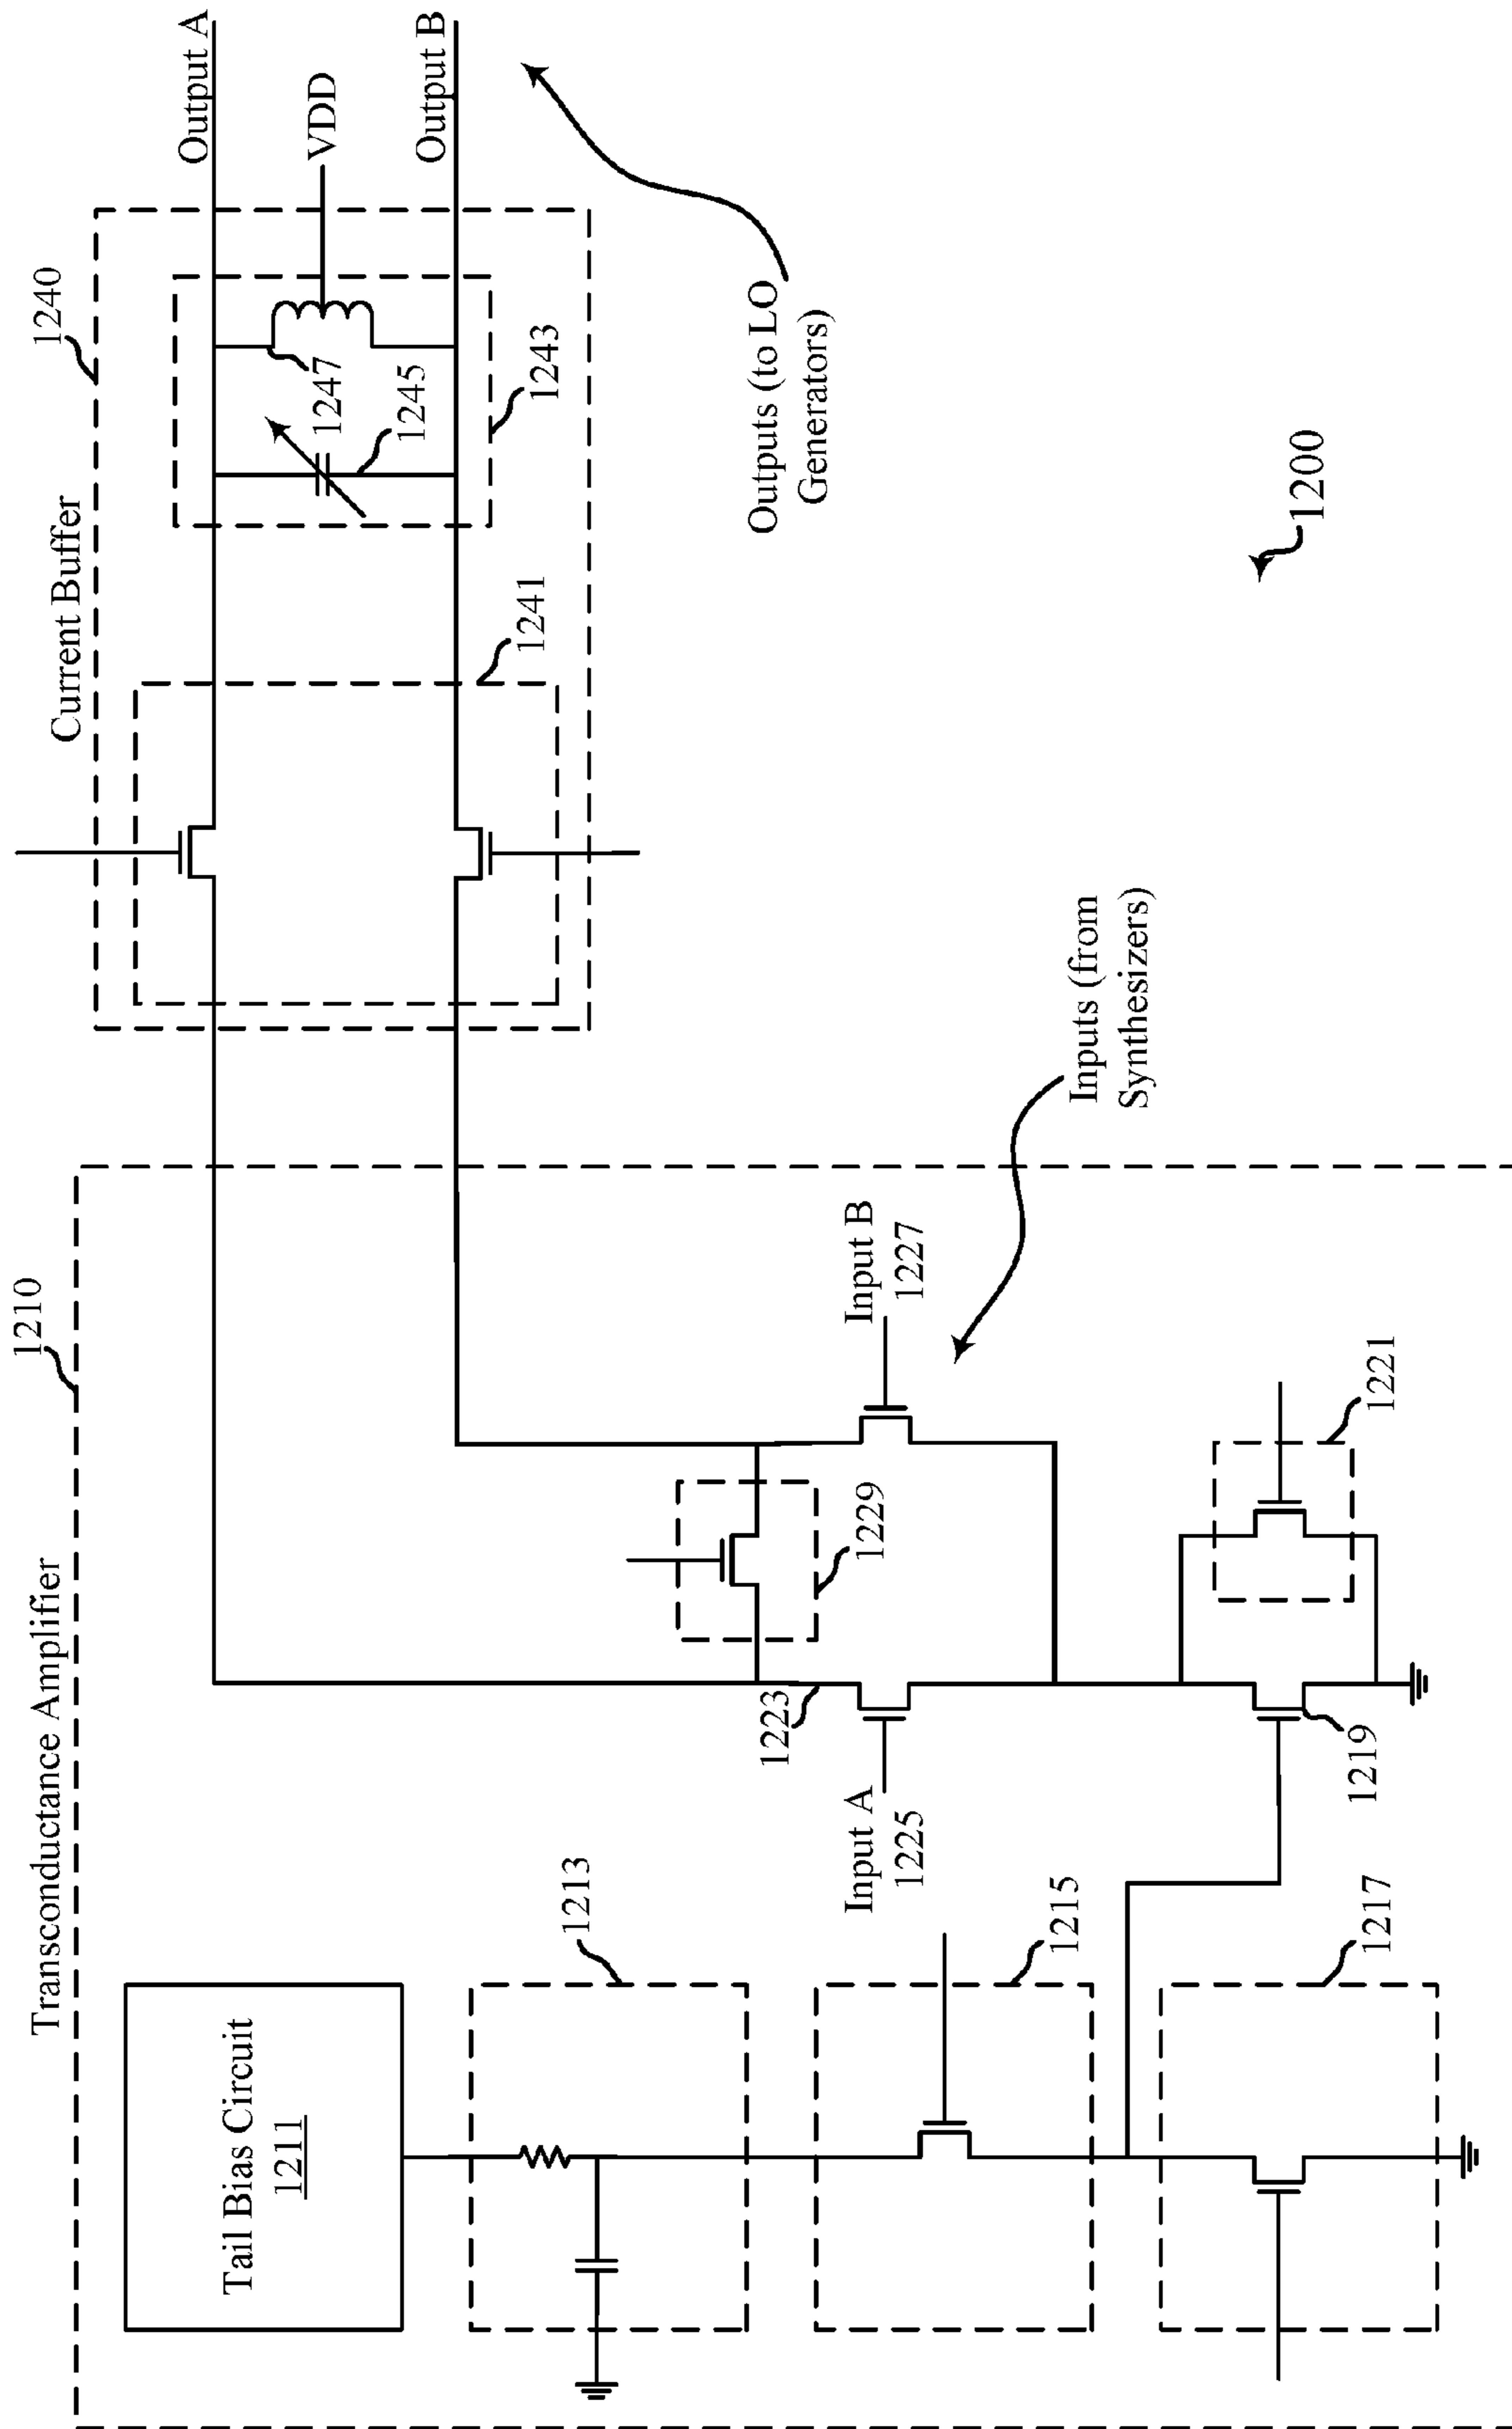 Transconductance Amplifier
1210
Tail Bias Circuit
1211
1213
1215
1217
Input A
1225
1223
1229
Input B
1227
1219
1221
Inputs (from
Synthesizers)
Current Buffer
1240
1241
1247
1245
1243
Output A
VDD
Output B
Outputs (to LO
Generators)
1200